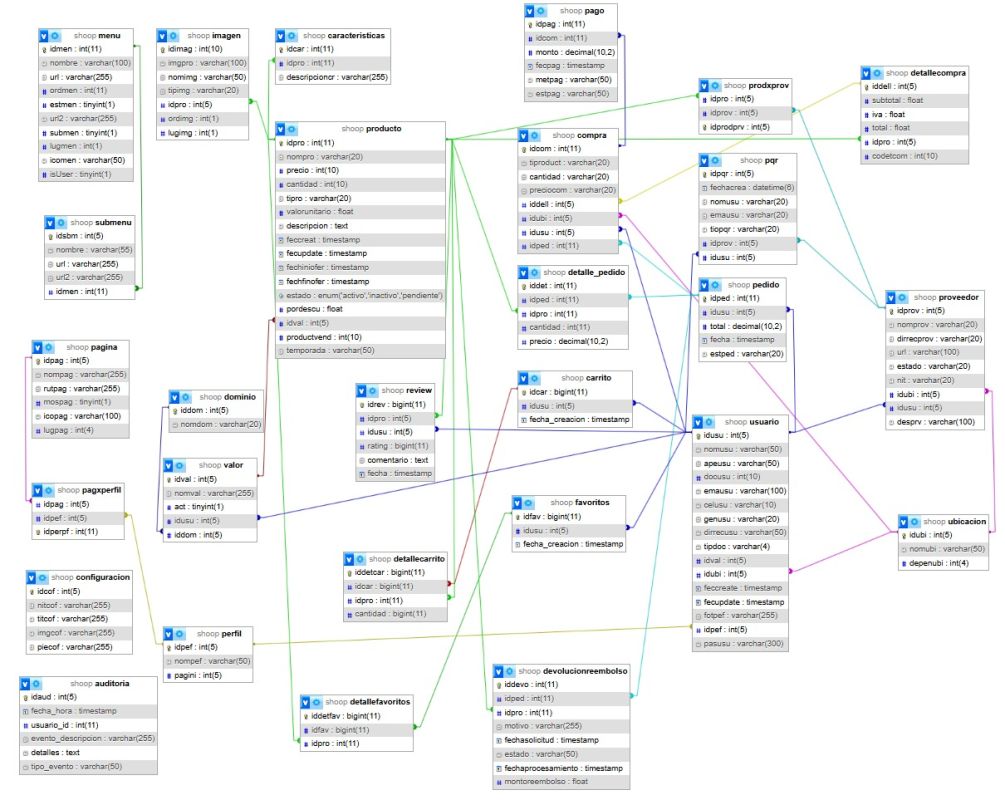 shoop menu
idmen : int(11)
nombre : varchar(100)
url : varchar(255)
ordmen : int(11)
estmen : tinyint(1)
url2 : varchar(255)
submen : tinyint(1)
lugmen : int(1)
icomen : varchar(50)
isUser : tinyint(1)
shoop submenu
idsbm : int(5)
nombre : varchar(55)
url : varchar(255)
url2 : varchar(255)
idmen : int(11)
shoop pagina
idpag : int(5)
nompag : varchar(255)
rutpag : varchar(255)
mospag : tinyint(1)
icopag : varchar(100)
lugpag : int(4)
shoop pagxperfil
idpag : int(5)
idpef : int(5)
idperpf : int(11)
shoop configuracion
idcof : int(5)
nitcof : varchar(255)
titcof : varchar(255)
imgcof : varchar(255)
piecof : varchar(255)
shoop auditoria
idaud : int(5)
fecha_hora : timestamp
usuario_id : int(11)
evento_descripcion : varchar(255)
detalles : text
tipo_evento : varchar(50)
shoop imagen
idimag : int(10)
imgpro : varchar(100)
nomimg : varchar(50)
tipimg : varchar(20)
idpro : int(5)
ordimg : int(1)
lugimg : int(1)
shoop dominio
iddom : int(5)
nomdom : varchar(20)
shoop valor
idval : int(5)
nomval : varchar(255)
act : tinyint(1)
idusu : int(5)
iddom : int(5)
shoop perfil
idpef : int(5)
nompef : varchar(50)
pagini : int(5)
shoop caracteristicas
idcar : int(11)
idpro : int(11)
descripcioncr : varchar(255)
shoop producto
idpro : int(11)
nompro : varchar(20)
precio : int(10)
cantidad : int(10)
tipro : varchar(20)
valorunitario : float
descripcion : text
feccreat : timestamp
fecupdate : timestamp
fechiniofer : timestamp
fechfinofer : timestamp
estado : enum('activo','inactivo','pendiente')
pordescu : float
idval : int(5)
productvend : int(10)
temporada : varchar(50)
shoop review
idrev : bigint(11)
idpro : int(5)
idusu : int(5)
rating : bigint(11)
comentario : text
fecha : timestamp
shoop detallecarrito
iddetcar : bigint(11)
idcar : bigint(11)
idpro : int(11)
cantidad : bigint(11)
shoop detallefavoritos
iddetfav : bigint(11)
idfav : bigint(11)
idpro : int(11)
shoop pago
idpag : int(11)
idcom : int(11)
monto : decimal(10,2)
fecpag : timestamp
metpag : varchar(50)
estpag : varchar(50)
shoop compra
idcom : int(11)
tiproduct : varchar(20)
cantidad : varchar(20)
preciocom : varchar(20)
iddell : int(5)
idubi : int(5)
idusu : int(5)
idped : int(11)
shoop detalle_pedido
iddet : int(11)
idped : int(11)
idpro : int(11)
cantidad : int(11)
precio : decimal(10,2)
shoop carrito
idcar : bigint(11)
idusu : int(5)
fecha_creacion : timestamp
shoop favoritos
idfav : bigint(11)
idusu : int(5)
fecha_creacion : timestamp
shoop devolucionreembolso
iddevo : int(11)
idped : int(11)
idpro : int(11)
motivo : varchar(255)
fechasolicitud : timestamp
estado : varchar(50)
fechaprocesamiento : timestamp
montoreembolso : float
shoop prodxprov
idpro : int(5)
idprov : int(5)
idprodprv : int(5)
shoop pqr
idpqr : int(5)
fechacrea : datetime(6)
nomusu : varchar(20)
emausu : varchar(20)
tiopqr : varchar(20)
idprov : int(5)
idusu : int(5)
shoop pedido
idped : int(11)
idusu : int(5)
total : decimal(10,2)
fecha : timestamp
estped : varchar(20)
shoop usuario
idusu : int(5)
nomusu : varchar(50)
apeusu : varchar(50)
docusu : int(10)
emausu : varchar(100)
celusu : varchar(10)
genusu : varchar(20)
dirrecusu : varchar(50)
tipdoc : varchar(4)
idval : int(5)
idubi : int(5)
feccreate : timestamp
fecupdate : timestamp
fotpef : varchar(255)
idpef : int(5)
pasusu : varchar(300)
shoop detallecompra
iddell : int(5)
subtotal : float
iva : float
total : float
idpro : int(5)
codetcom : int(10)
shoop proveedor
idprov : int(5)
nomprov : varchar(20)
dirrecprov : varchar(20)
url : varchar(100)
estado : varchar(20)
nit : varchar(20)
idubi : int(5)
idusu : int(5)
desprv : varchar(100)
shoop ubicacion
idubi : int(5)
nomubi : varchar(50)
depenubi : int(4)